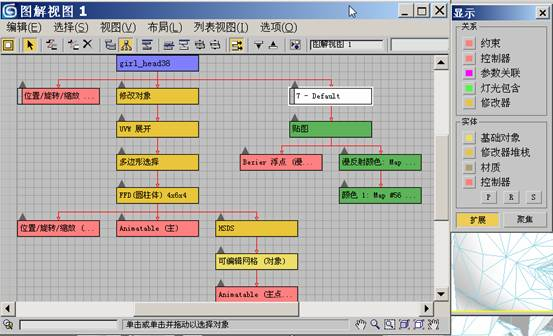 图解视图 1
编辑(E) 选择(S) 视图(V) 布局(L) 列表视图(I) 选项(O)
图解视图 1
girl_head38
位置/旋转/缩放 ...
修改对象
7 - Default
UVW 展开
贴图
多边形选择
Bezier 浮点 (漫...
漫反射颜色: Map ...
FFD(圆柱体) 4x6x4
颜色 1: Map #56 ...
位置/旋转/缩放 (...
Animatable (主)
MSDS
可编辑网格 (对象)
Animatable (主点...
单击或单击并拖动以选择对象
显示
关系
约束
控制器
参数关联
灯光包含
修改器
实体
基础对象
修改器堆栈
材质
控制器
P R S
扩展 聚焦